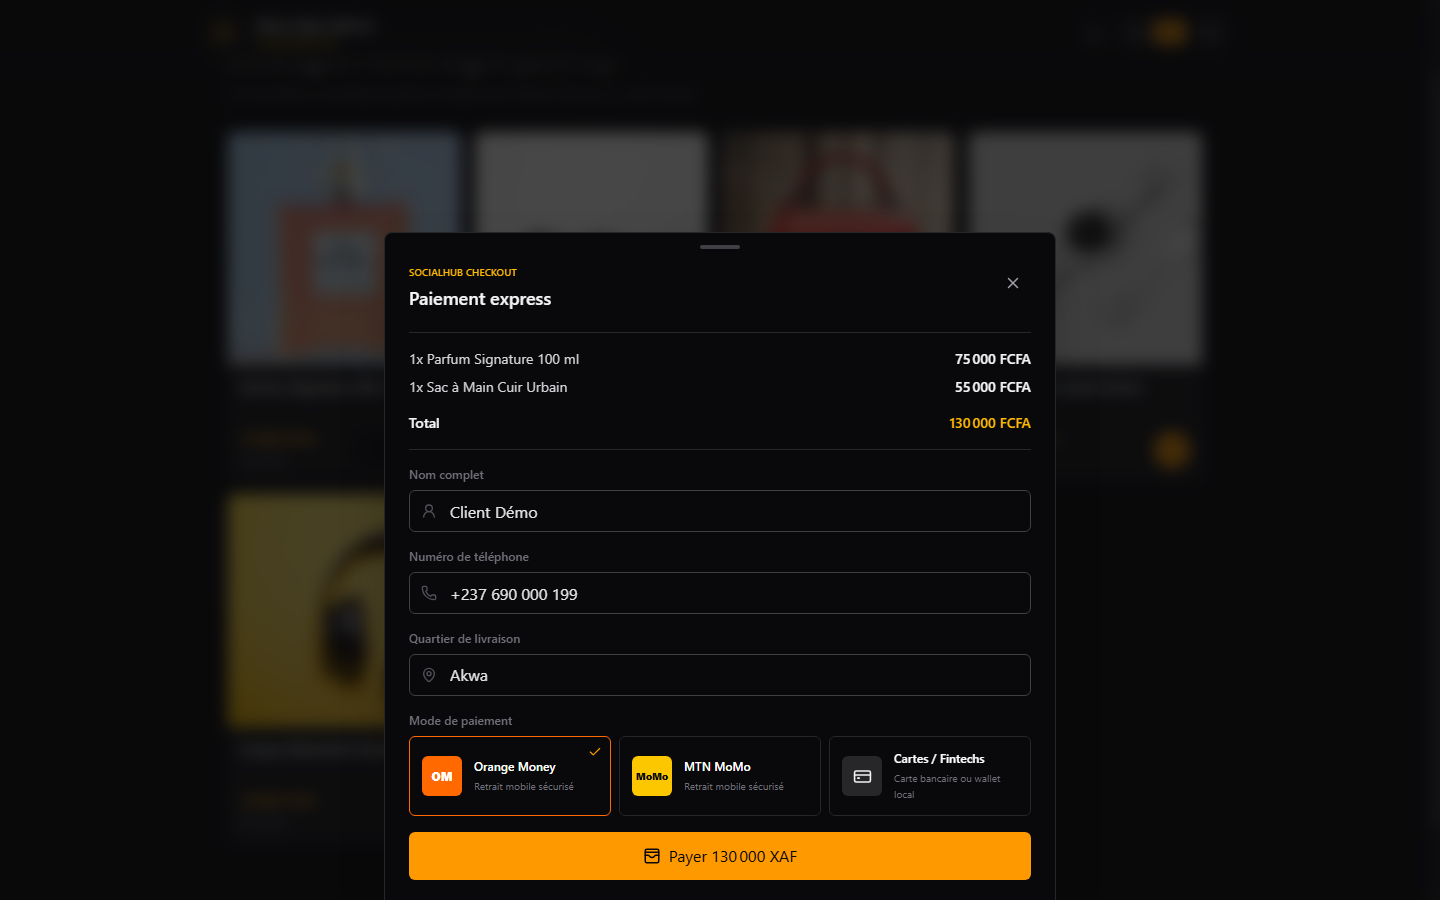 SOCIALHUB CHECKOUT
Paiement express
1x Parfum Signature 100 ml 75 000 FCFA
1x Sac à Main Cuir Urbain 55 000 FCFA
Total 130 000 FCFA
Nom complet
Client Démo
Numéro de téléphone
+237 690 000 199
Quartier de livraison
Akwa
Mode de paiement
OM
Orange Money
Retrait mobile sécurisé
MoMo
MTN MoMo
Retrait mobile sécurisé
Cartes / Fintechs
Carte bancaire ou wallet
local
Payer 130 000 XAF